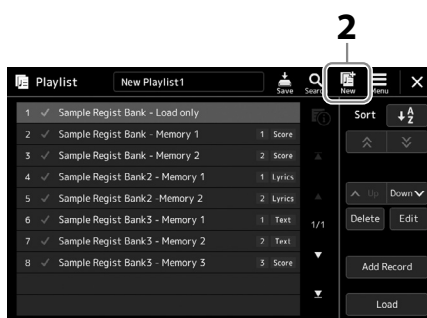 2
Playlist New Playlist1 Save Search New Menu
1 Sample Regist Bank - Load only
2 Sample Regist Bank - Memory 1 1 Score
3 Sample Regist Bank - Memory 2 2 Score
4 Sample Regist Bank2 - Memory 1 1 Lyrics
5 Sample Regist Bank2 -Memory 2 2 Lyrics
6 Sample Regist Bank3 - Memory 1 1 Text
7 Sample Regist Bank3 - Memory 2 2 Text
8 Sample Regist Bank3 - Memory 3 3 Score
1/1
Sort AZ
Up Down
Delete Edit
Add Record
Load